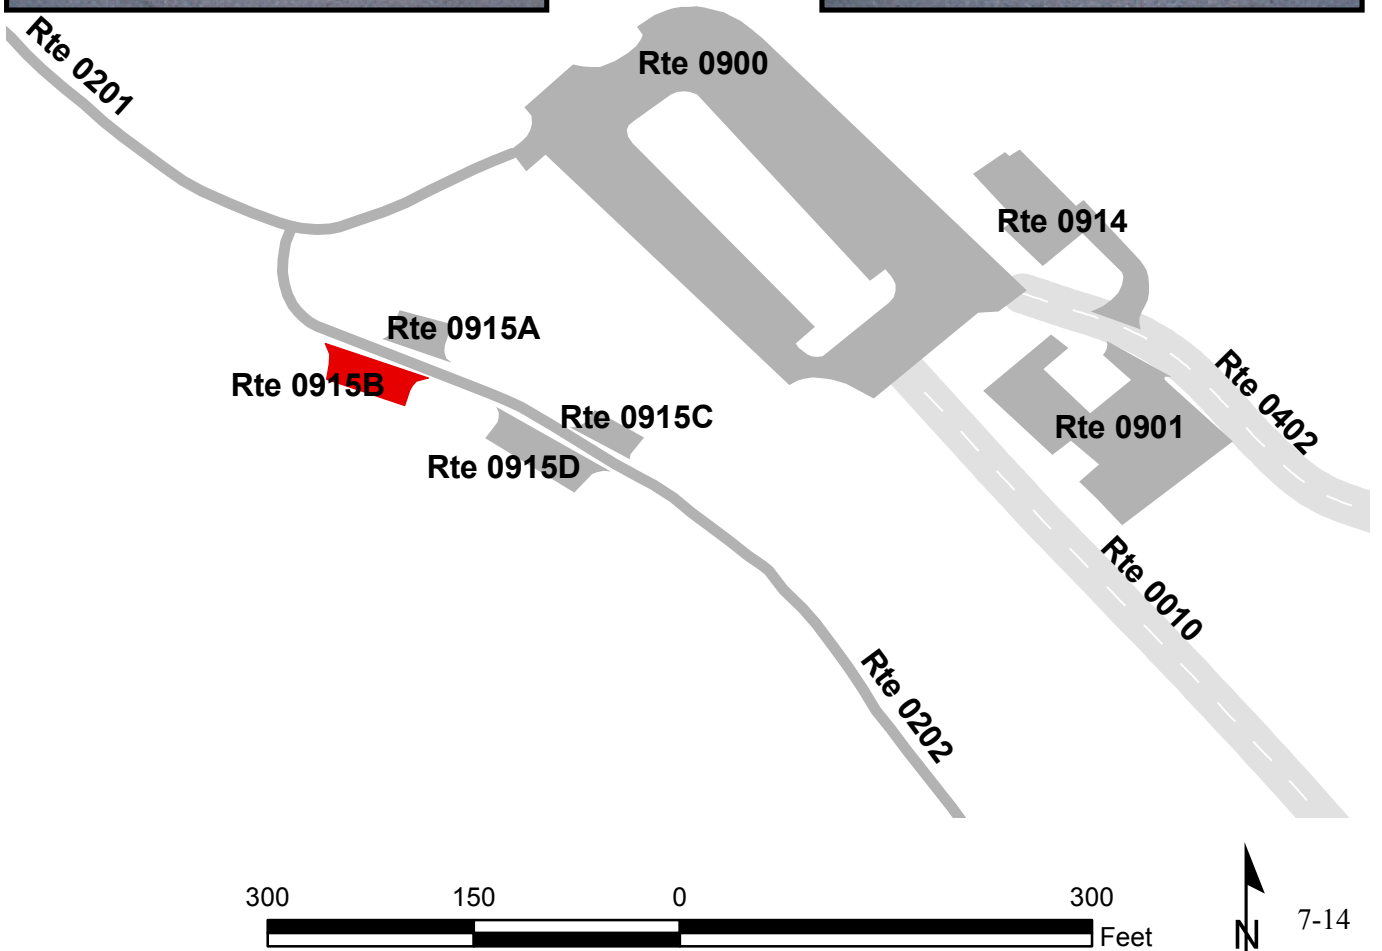 Rte 0201
Rte 0900
Rte 0914
Rte 0915A
Rte 0915B
Rte 0915C
Rte 0915D
Rte 0901
Rte 0402
Rte 0010
Rte 0202
300 150 0 300
Feet
N
7-14